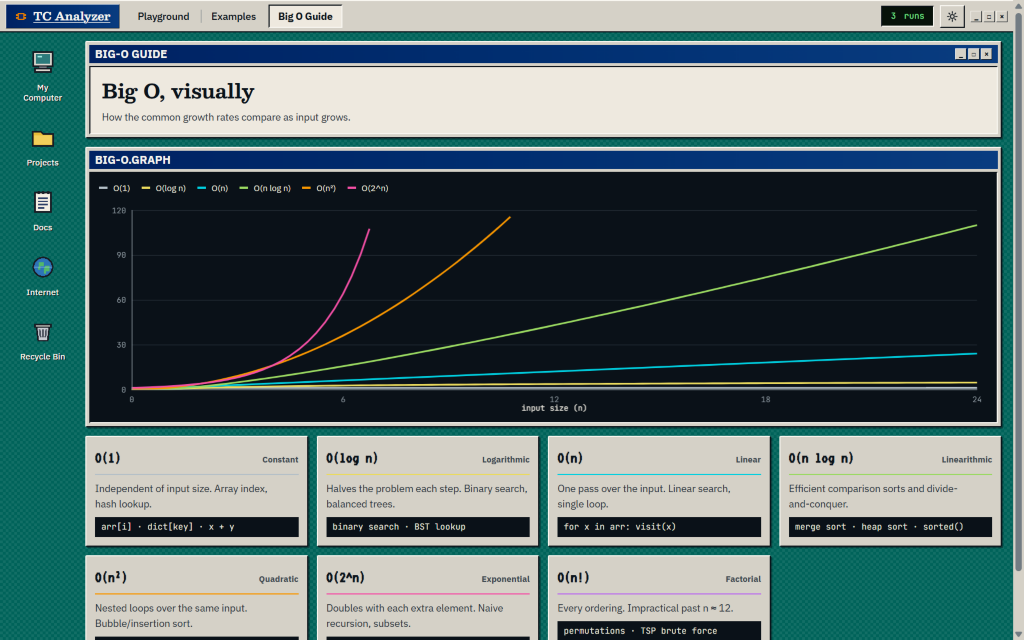 TC Analyzer Playground Examples Big O Guide 3 runs
My
Computer
Projects
Docs
Internet
Recycle Bin
BIG-O GUIDE
Big O, visually
How the common growth rates compare as input grows.
BIG-O.GRAPH
O(1) O(log n) O(n) O(n log n) O(n²) O(2^n)
120
90
60
30
0
0 6 12 18 24
input size (n)
O(1) Constant
Independent of input size. Array index,
hash lookup.
arr[i] · dict[key] · x + y
O(log n) Logarithmic
Halves the problem each step. Binary search,
balanced trees.
binary search · BST lookup
O(n) Linear
One pass over the input. Linear search,
single loop.
for x in arr: visit(x)
O(n log n) Linearithmic
Efficient comparison sorts and divide-
and-conquer.
merge sort · heap sort · sorted()
O(n²) Quadratic
Nested loops over the same input.
Bubble/insertion sort.
O(2^n) Exponential
Doubles with each extra element. Naive
recursion, subsets.
O(n!) Factorial
Every ordering. Impractical past n ≈ 12.
permutations · TSP brute force